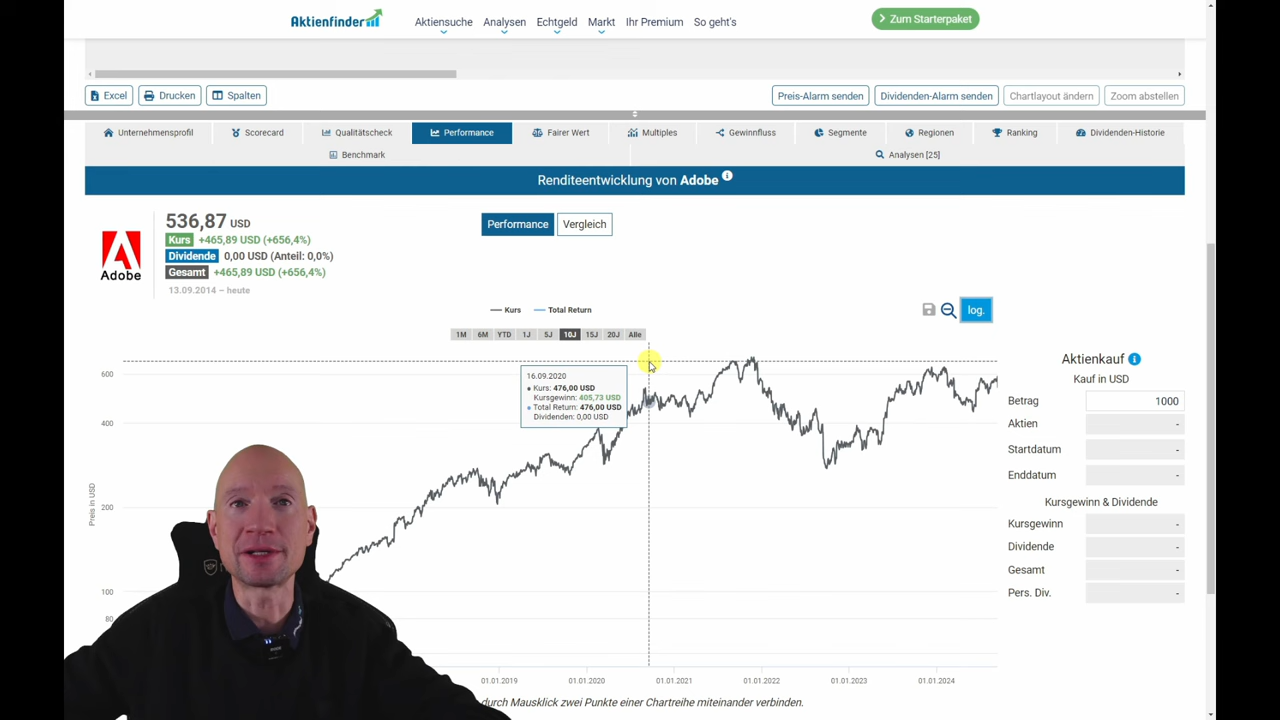 Aktienfinder
Aktiensuche Analysen Echtgeld Markt Ihr Premium So geht's
Zum Starterpaket
Excel Drucken Spalten
Preis-Alarm senden Dividenden-Alarm senden Chartlayout ändern Zoom abstellen
Unternehmensprofil Scorecard Qualitätscheck Performance Fairer Wert Multiples Gewinnfluss Segmente Regionen Ranking Dividenden-Historie
Benchmark Analysen [25]
Renditeentwicklung von Adobe
536,87 USD
Kurs +465,89 USD (+656,4%)
Dividende 0,00 USD (Anteil: 0,0%)
Gesamt +465,89 USD (+656,4%)
13.09.2014 – heute
Adobe
Performance Vergleich
Kurs Total Return
log.
1M 6M YTD 1J 5J 10J 15J 20J Alle
16.09.2020
Kurs: 476,00 USD
Kursgewinn: 405,73 USD
Total Return: 476,00 USD
Dividenden: 0,00 USD
Preis in USD
600
400
200
100
80
01.01.2019 01.01.2020 01.01.2021 01.01.2022 01.01.2023 01.01.2024
durch Mausklick zwei Punkte einer Chartreihe miteinander verbinden.
Aktienkauf
Kauf in USD
Betrag 1000
Aktien -
Startdatum -
Enddatum -
Kursgewinn & Dividende
Kursgewinn -
Dividende -
Gesamt -
Pers. Div. -